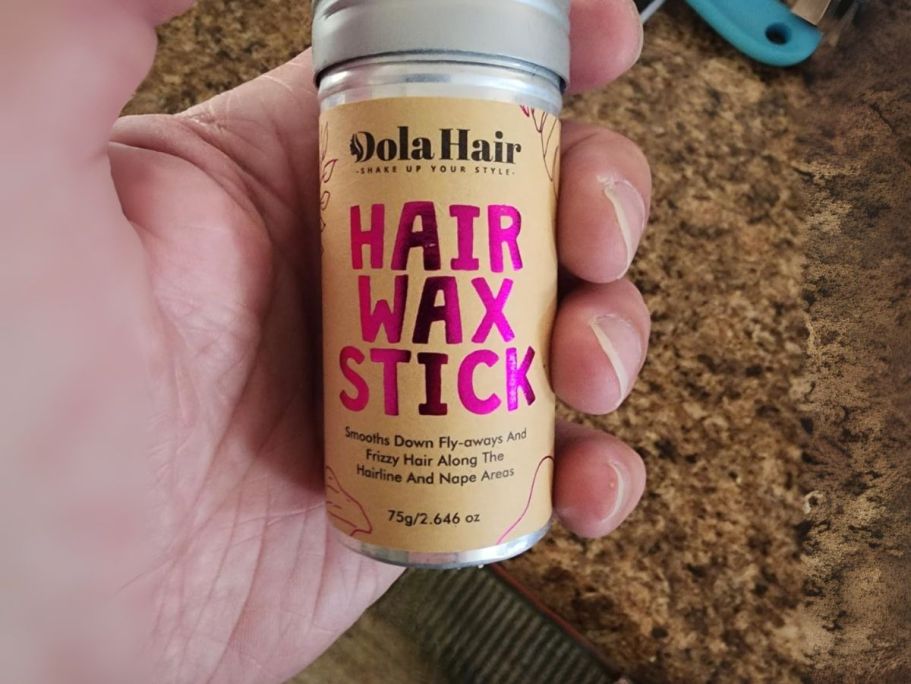 Dola Hair
-SHAKE UP YOUR STYLE-
HAIR
WAX
STICK
Smooths Down Fly-aways And
Frizzy Hair Along The
Hairline And Nape Areas
75g/2.646 oz